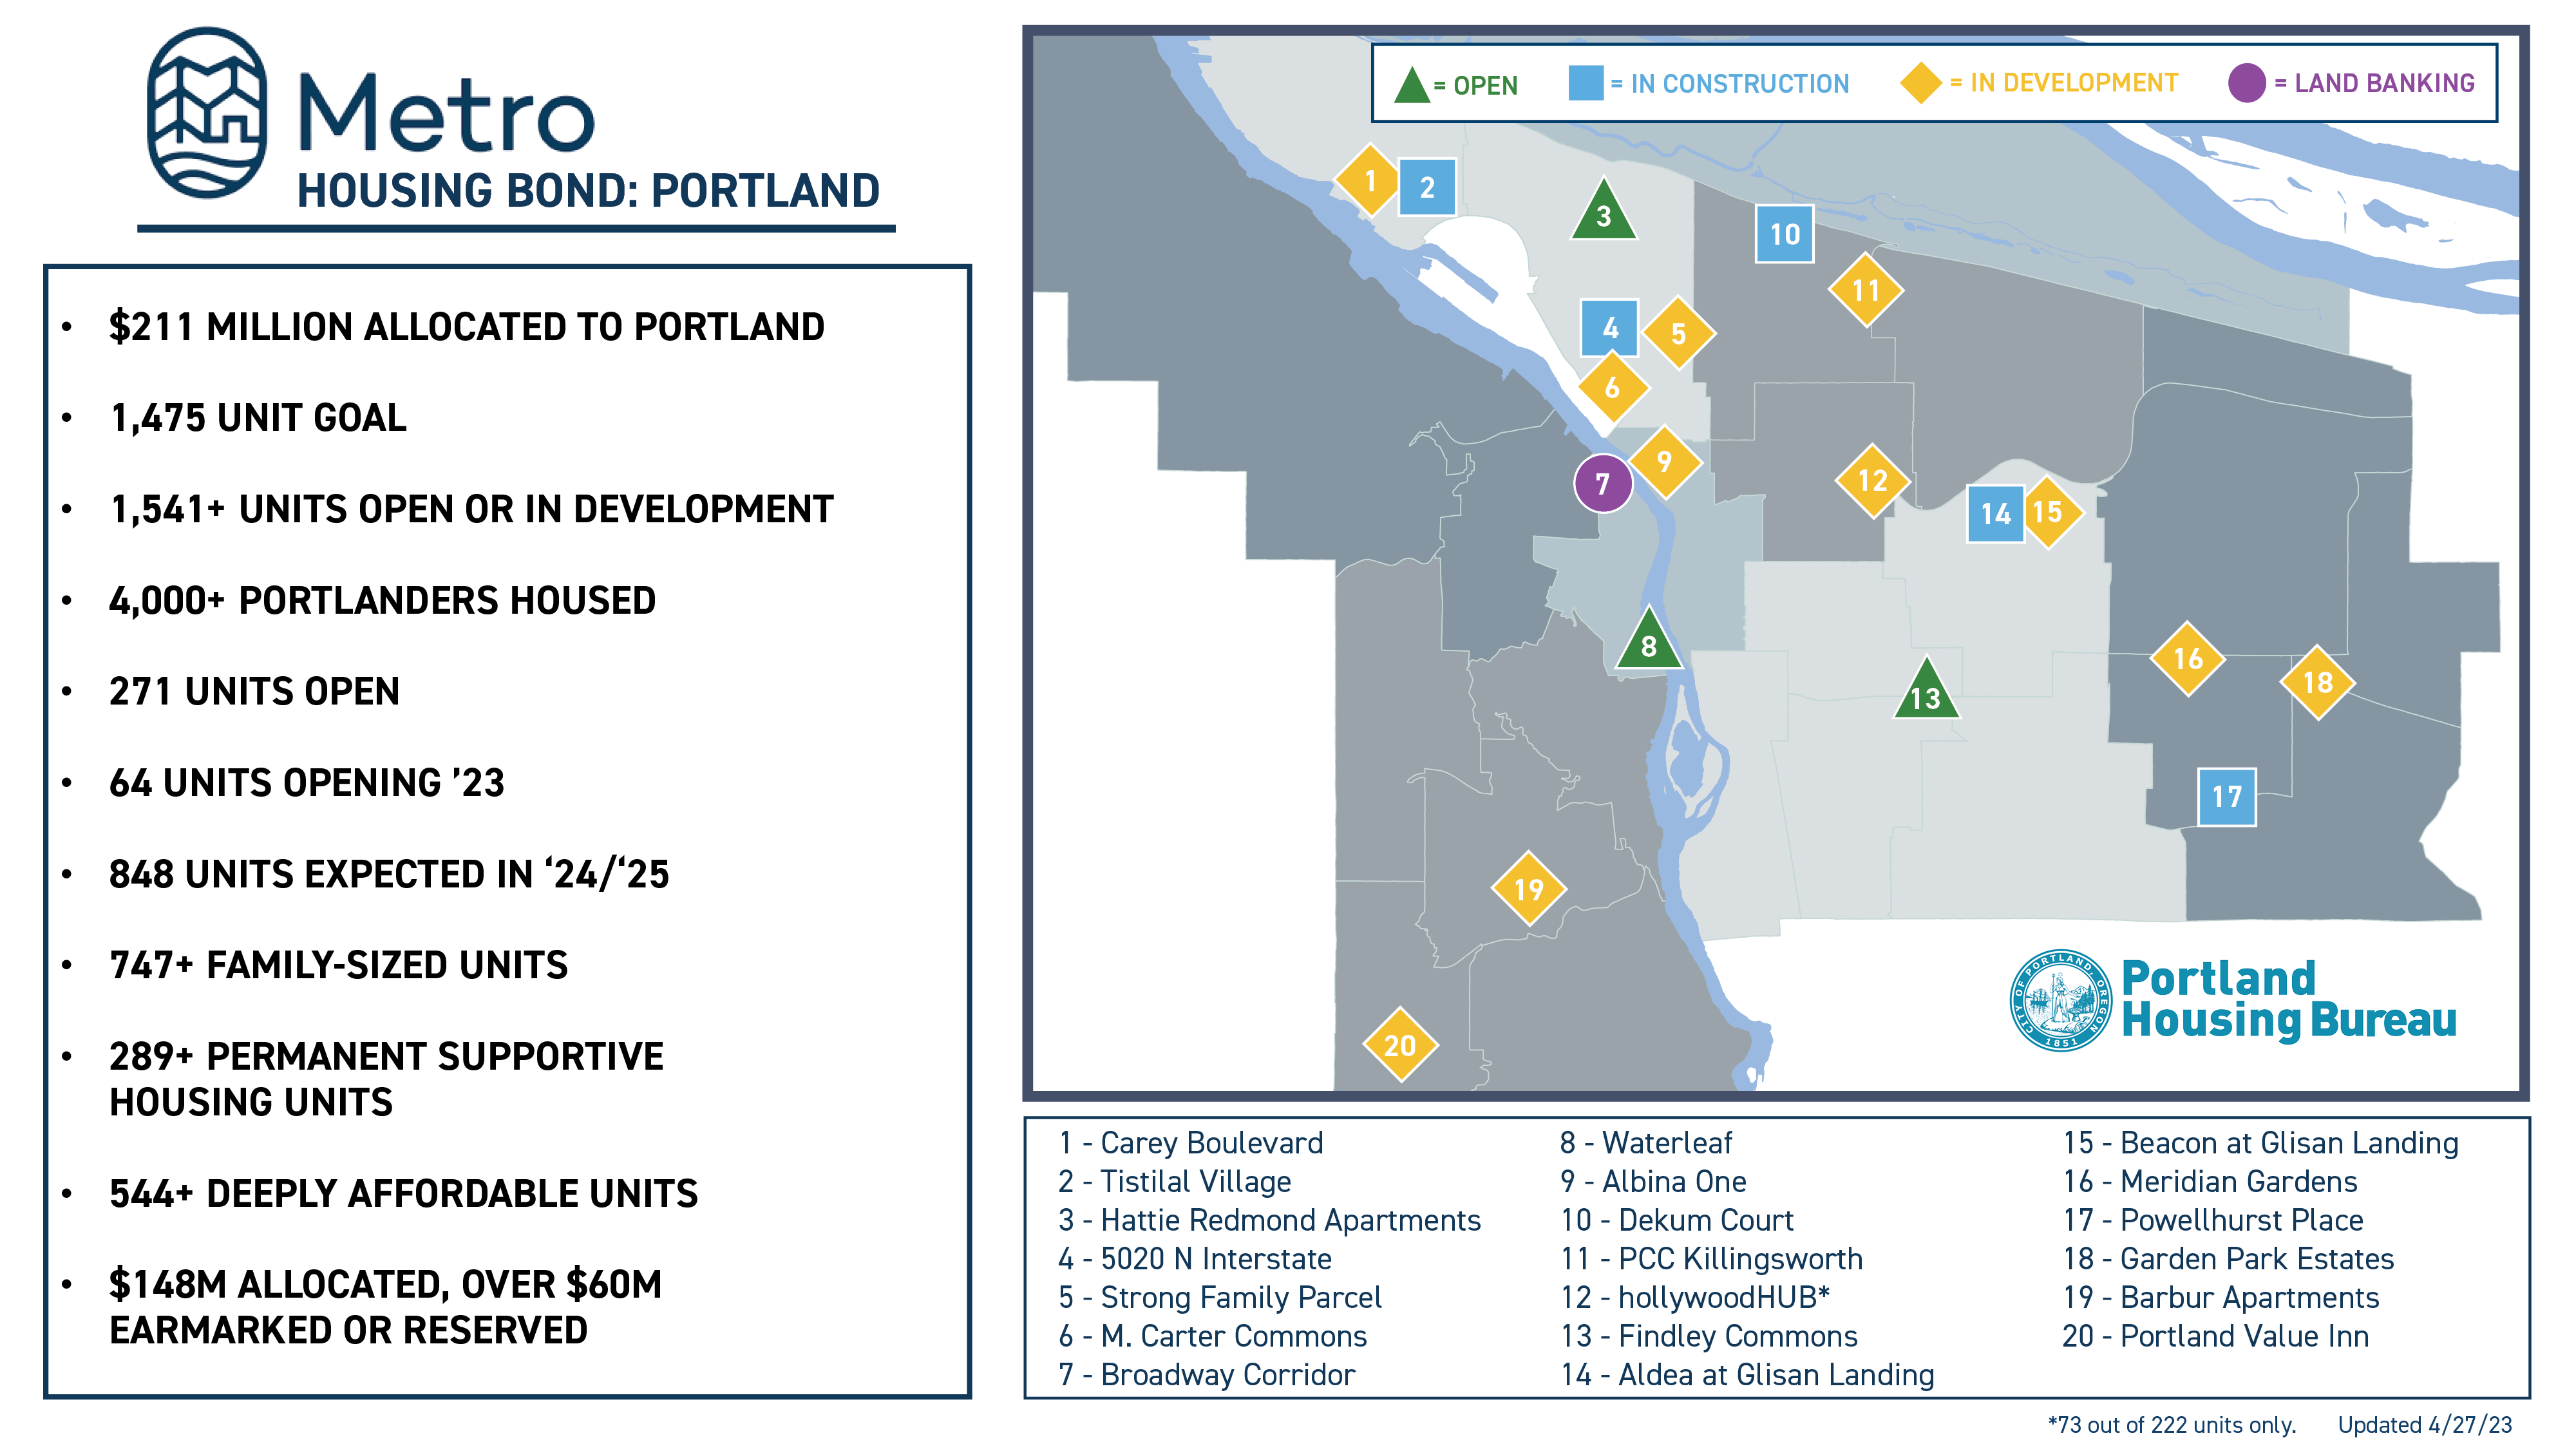 Metro
HOUSING BOND: PORTLAND
• $211 MILLION ALLOCATED TO PORTLAND
• 1,475 UNIT GOAL
• 1,541+ UNITS OPEN OR IN DEVELOPMENT
• 4,000+ PORTLANDERS HOUSED
• 271 UNITS OPEN
• 64 UNITS OPENING ’23
• 848 UNITS EXPECTED IN ‘24/‘25
• 747+ FAMILY-SIZED UNITS
• 289+ PERMANENT SUPPORTIVE
HOUSING UNITS
• 544+ DEEPLY AFFORDABLE UNITS
• $148M ALLOCATED, OVER $60M
EARMARKED OR RESERVED
= OPEN
= IN CONSTRUCTION
= IN DEVELOPMENT
= LAND BANKING
1
2
3
10
11
4
5
6
9
7
12
14
15
8
13
16
18
17
19
20
CITY OF PORTLAND, OREGON
1851
Portland
Housing Bureau
1 - Carey Boulevard
2 - Tistilal Village
3 - Hattie Redmond Apartments
4 - 5020 N Interstate
5 - Strong Family Parcel
6 - M. Carter Commons
7 - Broadway Corridor
8 - Waterleaf
9 - Albina One
10 - Dekum Court
11 - PCC Killingsworth
12 - hollywoodHUB*
13 - Findley Commons
14 - Aldea at Glisan Landing
15 - Beacon at Glisan Landing
16 - Meridian Gardens
17 - Powellhurst Place
18 - Garden Park Estates
19 - Barbur Apartments
20 - Portland Value Inn
*73 out of 222 units only.
Updated 4/27/23